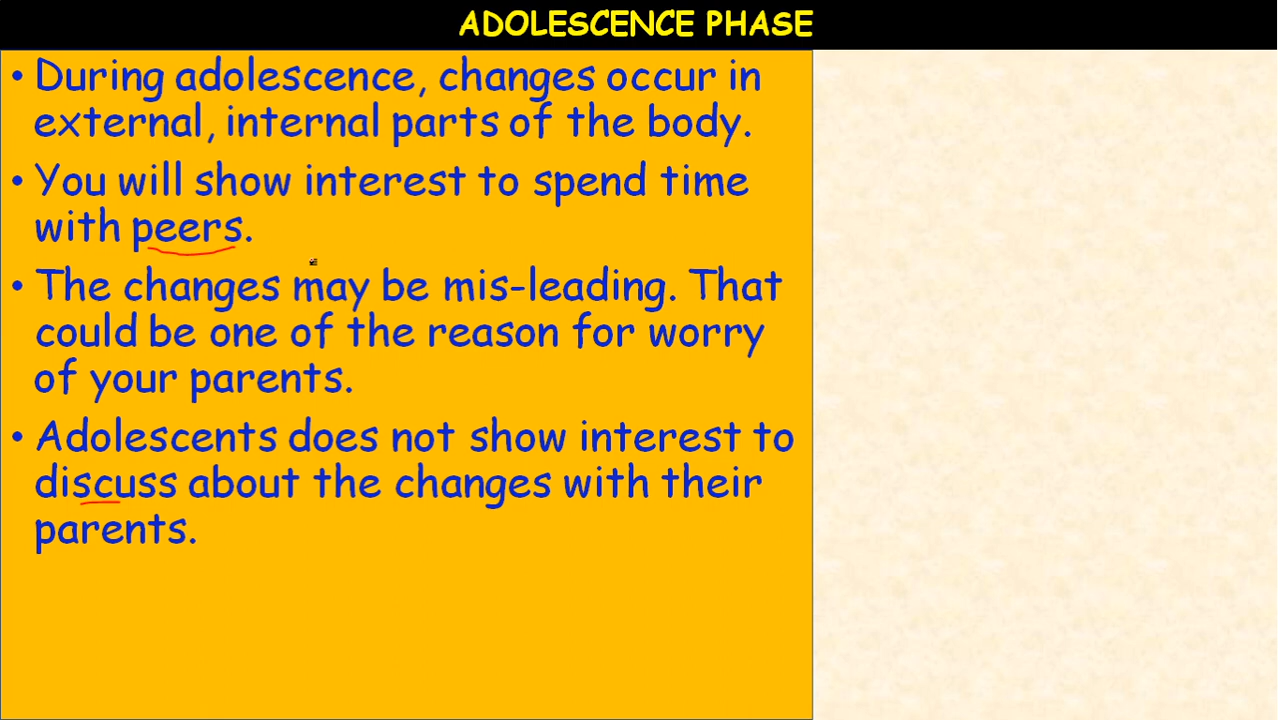 ADOLESCENCE PHASE
• During adolescence, changes occur in
external, internal parts of the body.
• You will show interest to spend time
with peers.
• The changes may be mis-leading. That
could be one of the reason for worry
of your parents.
• Adolescents does not show interest to
discuss about the changes with their
parents.